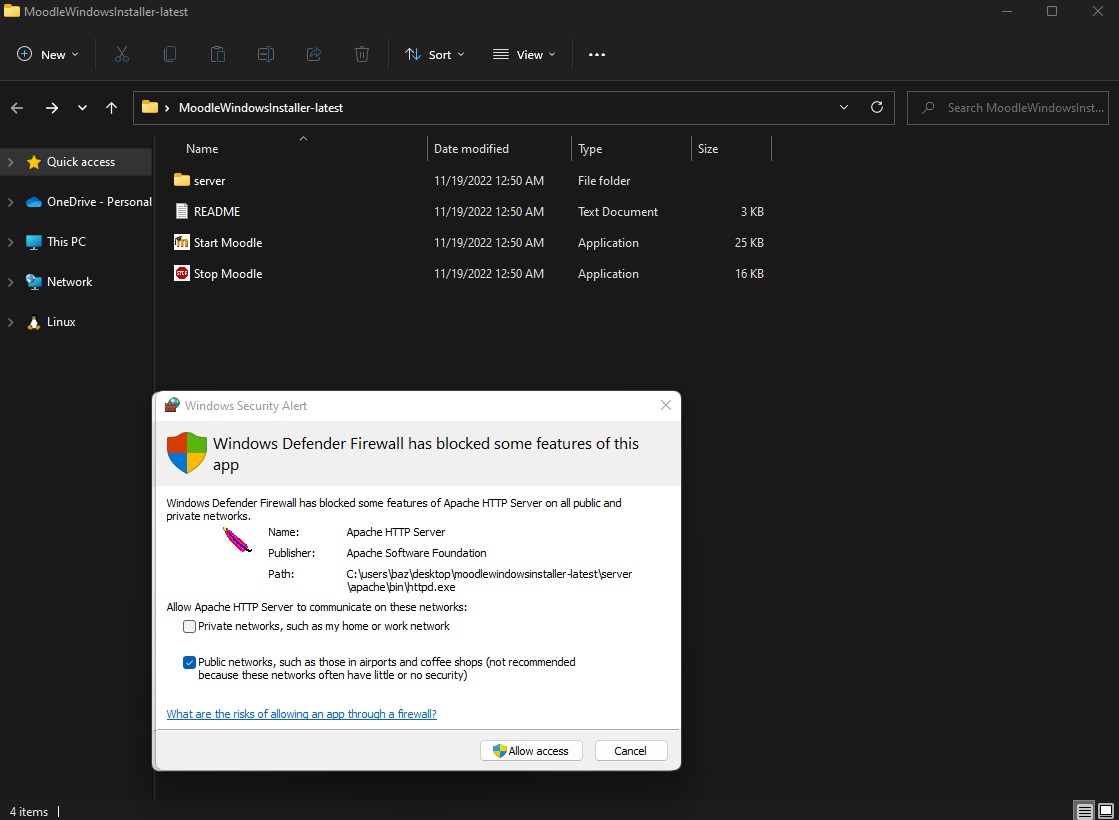 MoodleWindowsInstaller-latest
New
Sort
View
MoodleWindowsInstaller-latest
Search MoodleWindowsInst...
Name
Date modified
Type
Size
Quick access
OneDrive - Personal
This PC
Network
Linux
server
11/19/2022 12:50 AM
File folder
README
11/19/2022 12:50 AM
Text Document
3 KB
Start Moodle
11/19/2022 12:50 AM
Application
25 KB
STOP
Stop Moodle
11/19/2022 12:50 AM
Application
16 KB
Windows Security Alert
Windows Defender Firewall has blocked some features of this
app
Windows Defender Firewall has blocked some features of Apache HTTP Server on all public and
private networks.
Name:
Apache HTTP Server
Publisher:
Apache Software Foundation
Path:
C:\users\baz\desktop\moodlewindowsinstaller-latest\server
\apache\bin\httpd.exe
Allow Apache HTTP Server to communicate on these networks:
Private networks, such as my home or work network
Public networks, such as those in airports and coffee shops (not recommended
because these networks often have little or no security)
What are the risks of allowing an app through a firewall?
Allow access
Cancel
4 items